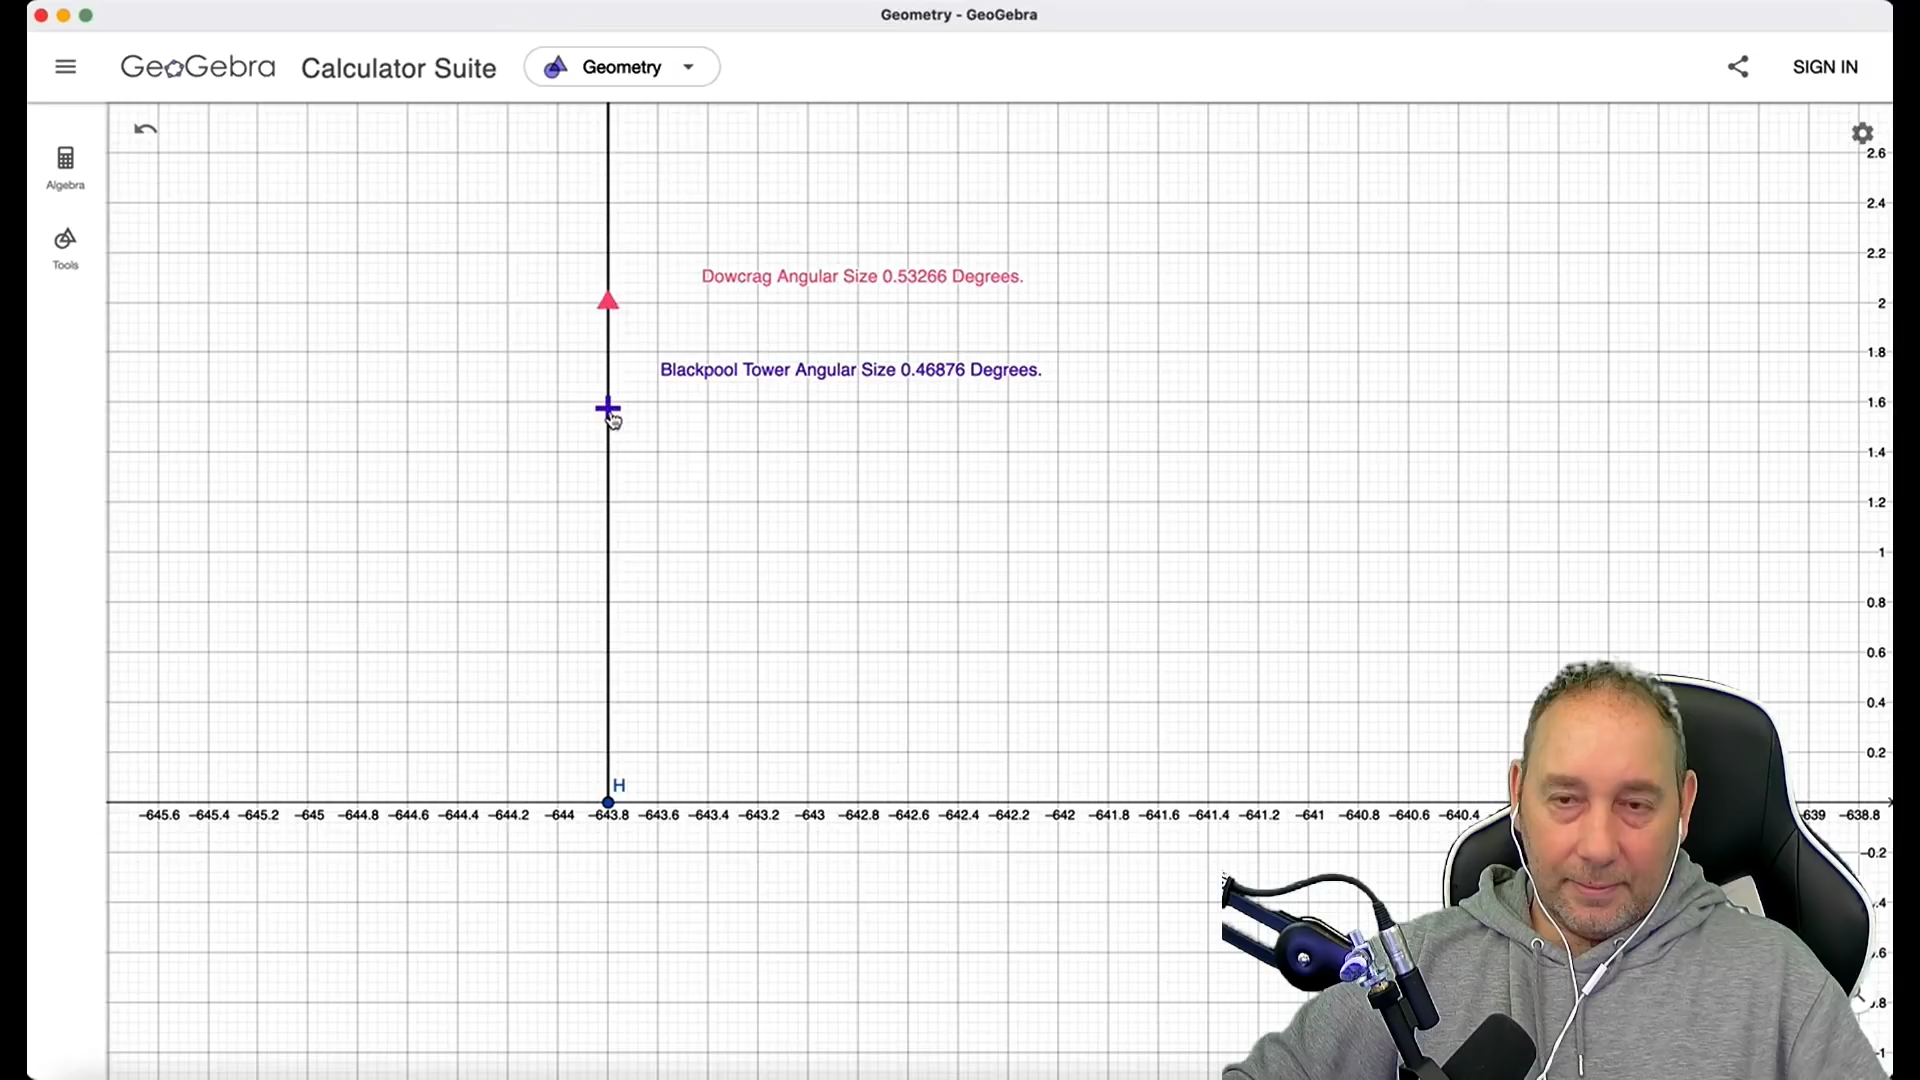 Geometry - GeoGebra
GeoGebra Calculator Suite Geometry SIGN IN
Algebra
Tools
2.6
2.4
2.2
2
1.8
1.6
1.4
1.2
1
0.8
0.6
0.4
0.2
Dowcrag Angular Size 0.53266 Degrees.
Blackpool Tower Angular Size 0.46876 Degrees.
H
−645.6 −645.4 −645.2 −645 −644.8 −644.6 −644.4 −644.2 −644 −643.8 −643.6 −643.4 −643.2 −643 −642.8 −642.6 −642.4 −642.2 −642 −641.8 −641.6 −641.4 −641.2 −641 −640.8 −640.6 −640.4 −639 −638.8
−0.2